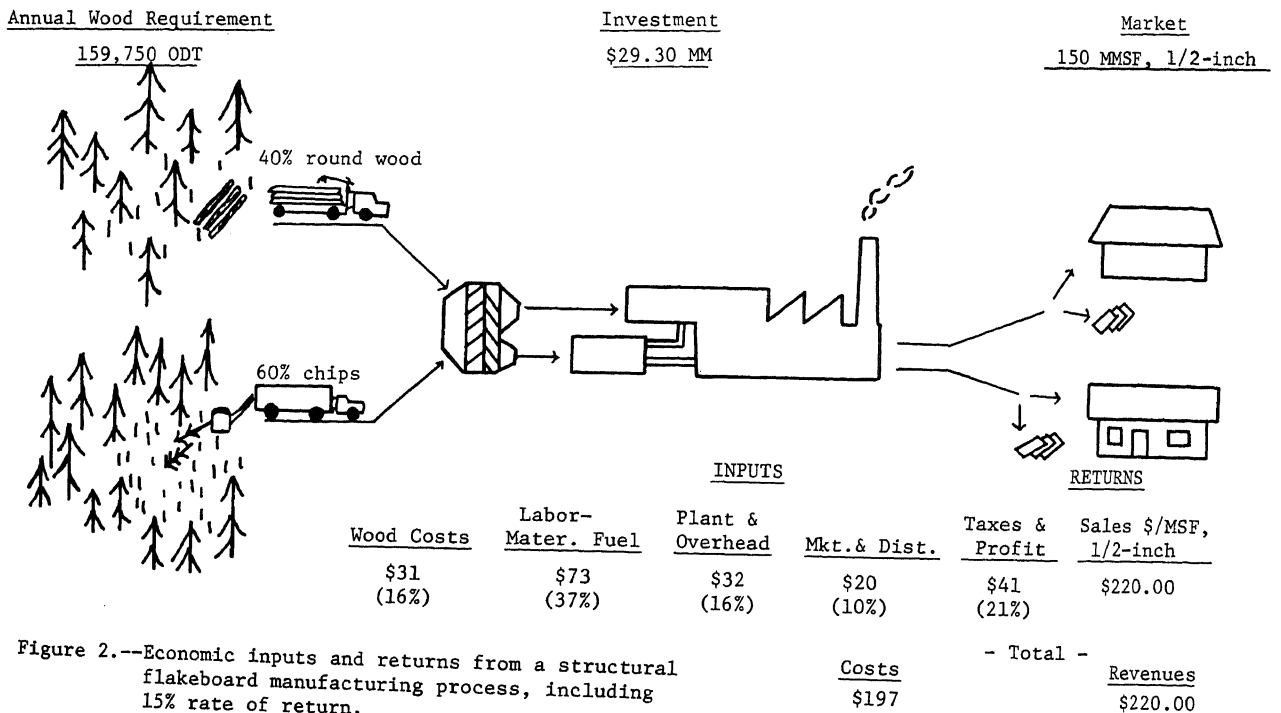 Annual Wood Requirement
159,750 ODT
Investment
$29.30 MM
Market
150 MMSF, 1/2-inch
40% round wood
60% chips
INPUTS
RETURNS
Wood Costs
Labor-
Mater. Fuel
Plant &
Overhead
Mkt.& Dist.
Taxes &
Profit
Sales $/MSF,
1/2-inch
$31
(16%)
$73
(37%)
$32
(16%)
$20
(10%)
$41
(21%)
$220.00
Figure 2.--Economic inputs and returns from a structural
flakeboard manufacturing process, including
15% rate of return.
- Total -
Costs
$197
Revenues
$220.00